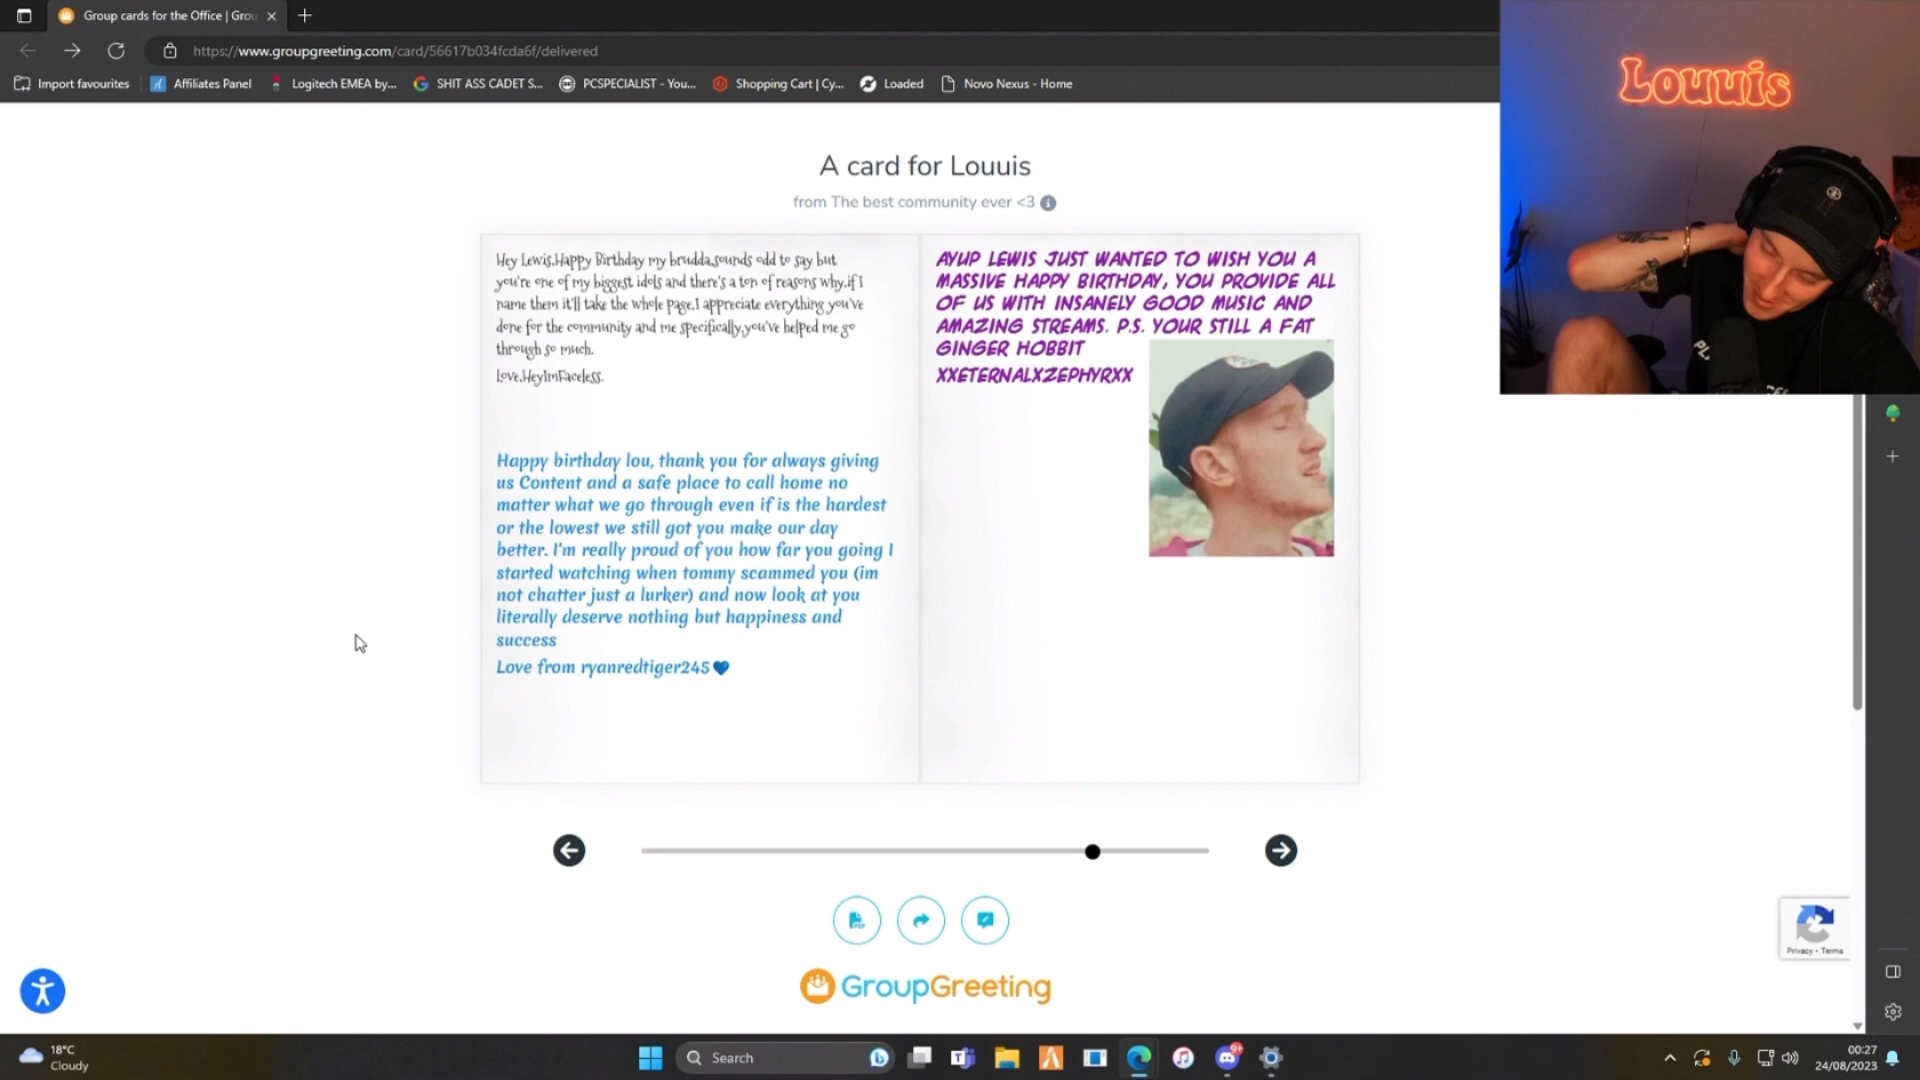 Group cards for the Office | Grou
https://www.groupgreeting.com/card/56617b034fcda6f/delivered
Import favourites
Affiliates Panel
Logitech EMEA by...
SHIT ASS CADET S...
PCSPECIALIST - You...
Shopping Cart | Cy...
Loaded
Novo Nexus - Home
Louuis
A card for Louuis
from The best community ever <3
Hey Lewis,Happy Birthday my brudda,sounds odd to say but
you're one of my biggest idols and there's a ton of reasons why,if I
name them it'll take the whole page,I appreciate everything you've
done for the community and me specifically,you've helped me go
through so much.
Love,HeyImFaceless.
Happy birthday lou, thank you for always giving
us Content and a safe place to call home no
matter what we go through even if is the hardest
or the lowest we still got you make our day
better. I'm really proud of you how far you going I
started watching when tommy scammed you (im
not chatter just a lurker) and now look at you
literally deserve nothing but happiness and
success
Love from ryanredtiger245
AYUP LEWIS JUST WANTED TO WISH YOU A
MASSIVE HAPPY BIRTHDAY, YOU PROVIDE ALL
OF US WITH INSANELY GOOD MUSIC AND
AMAZING STREAMS. P.S. YOUR STILL A FAT
GINGER HOBBIT
XXETERNALXZEPHYRXX
PDF
GroupGreeting
Privacy - Terms
18°C
Cloudy
Search
9+
00:27
24/08/2023